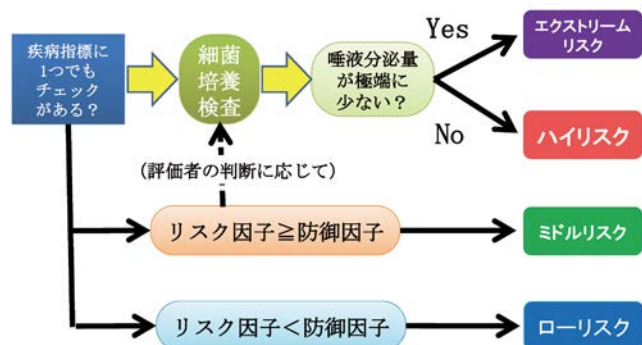 疾病指標に
1つでも
チェック
がある？
細菌
培養
検査
唾液分泌量
が極端に
少ない？
Yes
エクストリーム
リスク
No
ハイリスク
(評価者の判断に応じて)
リスク因子≧防御因子
ミドルリスク
リスク因子＜防御因子
ローリスク